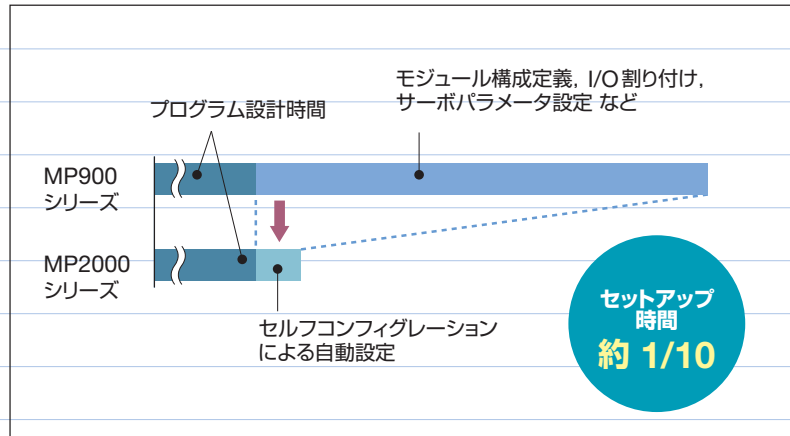 モジュール構成定義, I/O割り付け,
サーボパラメータ設定 など
プログラム設計時間
MP900
シリーズ
MP2000
シリーズ
セルフコンフィグレーション
による自動設定
セットアップ
時間
約 1/10